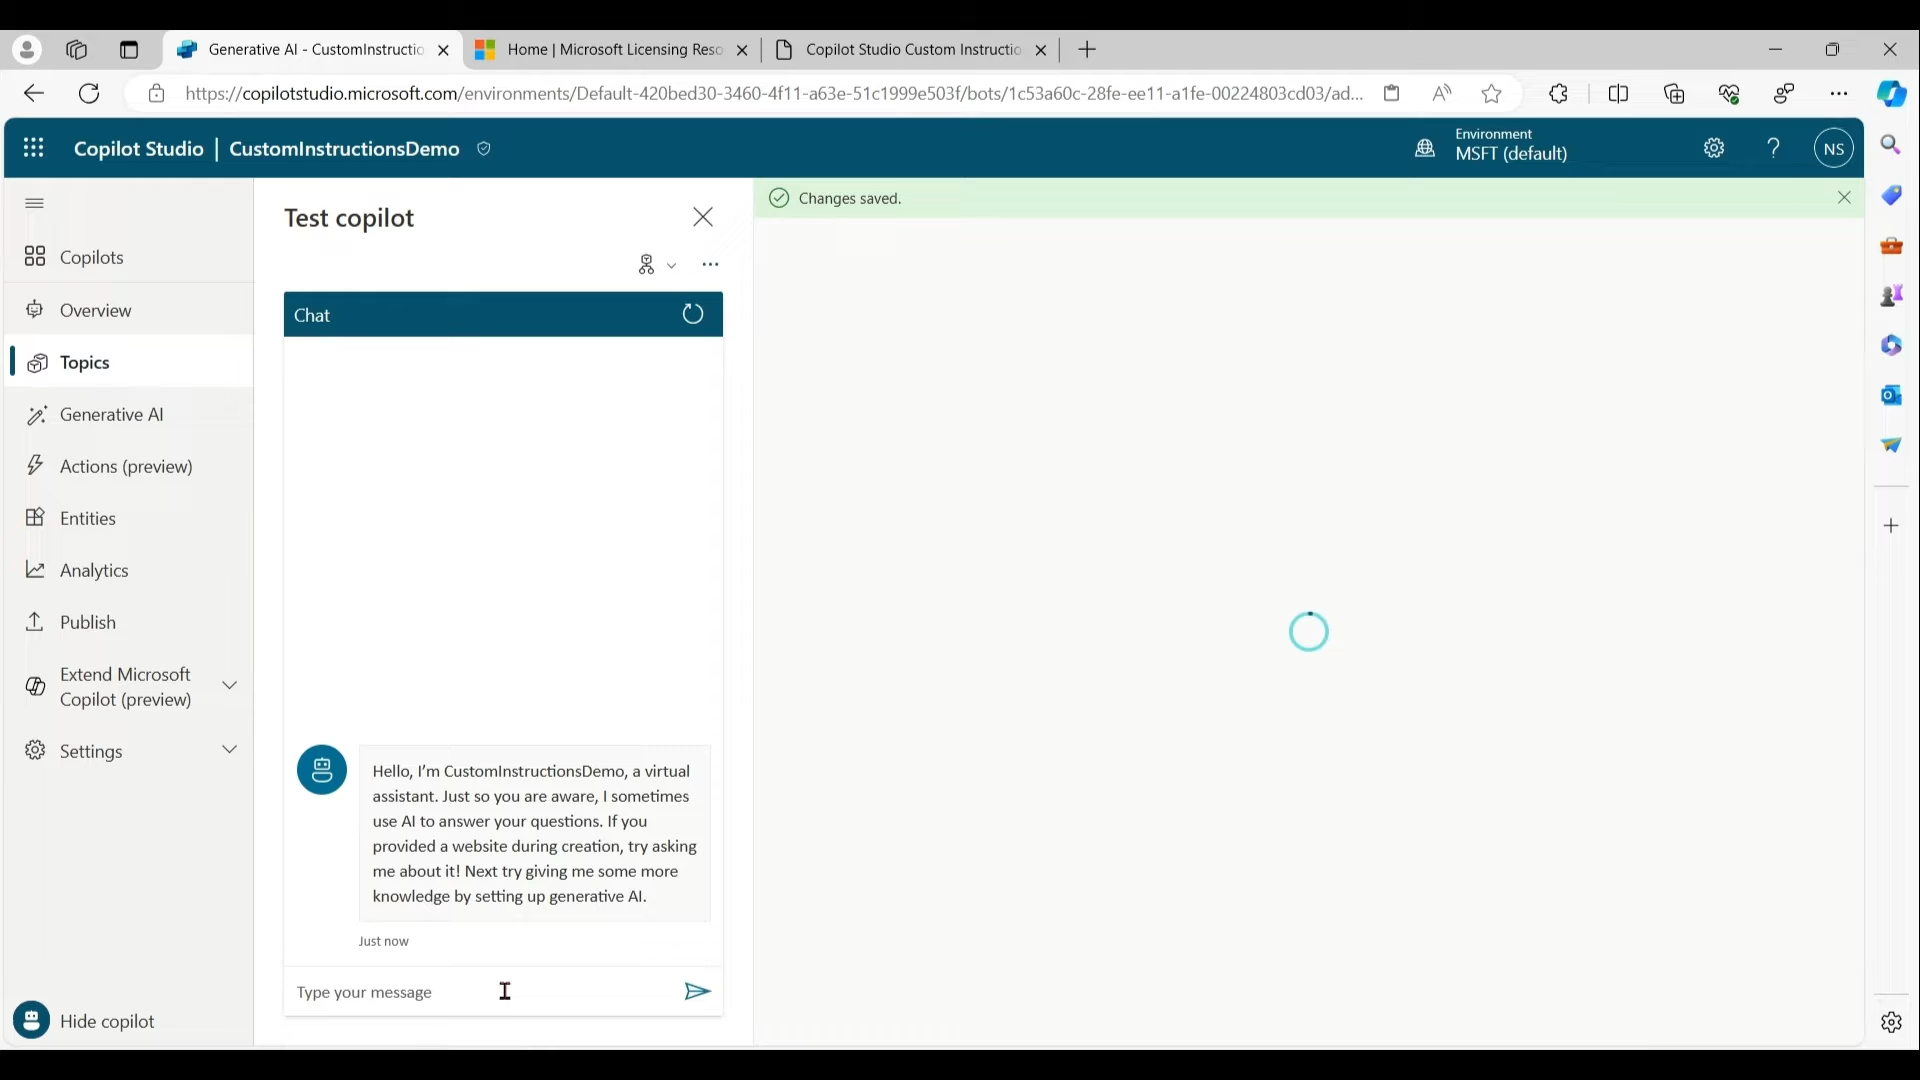 Generative AI - CustomInstructio
Home | Microsoft Licensing Reso
Copilot Studio Custom Instructio
https://copilotstudio.microsoft.com/environments/Default-420bed30-3460-4f11-a63e-51c1999e503f/bots/1c53a60c-28fe-ee11-a1fe-00224803cd03/ad...
Copilot Studio | CustomInstructionsDemo
Environment
MSFT (default)
?
NS
Test copilot
Changes saved.
Copilots
Overview
Topics
Generative AI
Actions (preview)
Entities
Analytics
Publish
Extend Microsoft
Copilot (preview)
Settings
Hide copilot
Chat
Hello, I'm CustomInstructionsDemo, a virtual
assistant. Just so you are aware, I sometimes
use AI to answer your questions. If you
provided a website during creation, try asking
me about it! Next try giving me some more
knowledge by setting up generative AI.
Just now
Type your message